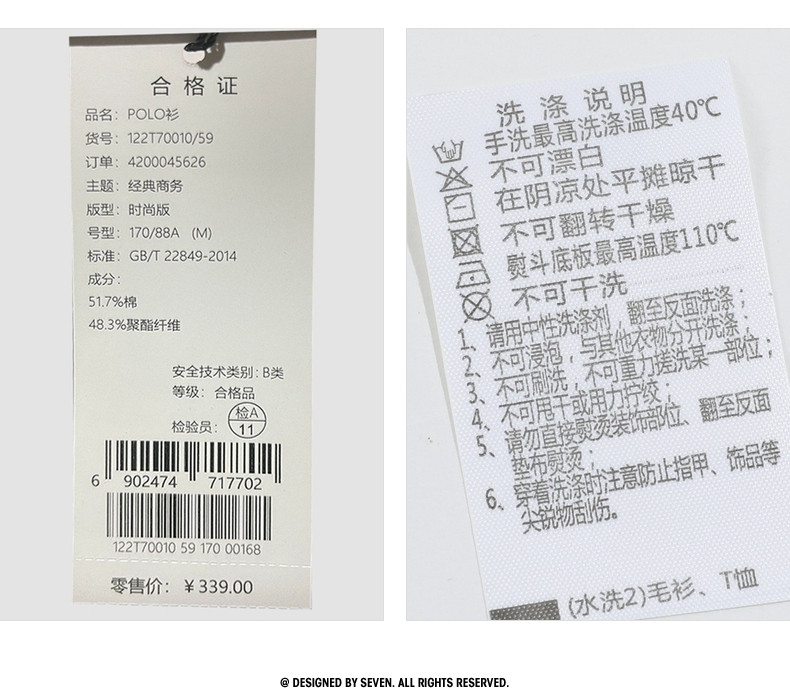 合格证
品名：POLO衫
货号：122T70010/59
订单：4200045626
主题：经典商务
版型：时尚版
号型：170/88A （M）
标准：GB/T 22849-2014
成分：
51.7%棉
48.3%聚酯纤维
安全技术类别：B类
等级：合格品
检验员：
检A
11
6 902474 717702
122T70010 59 170 00168
零售价：￥339.00
洗涤说明
手洗最高洗涤温度40℃
不可漂白
在阴凉处平摊晾干
不可翻转干燥
熨斗底板最高温度110℃
不可干洗
1、请用中性洗涤剂，翻至反面洗涤；
2、不可浸泡，与其他衣物分开洗涤；
3、不可刷洗，不可重力搓洗某一部位；
4、不可甩干或用力拧绞；
5、请勿直接熨烫装饰部位、翻至反面
垫布熨烫；
6、穿着洗涤时注意防止指甲、饰品等
尖锐物刮伤。
(水洗2)毛衫、T恤
@ DESIGNED BY SEVEN. ALL RIGHTS RESERVED.